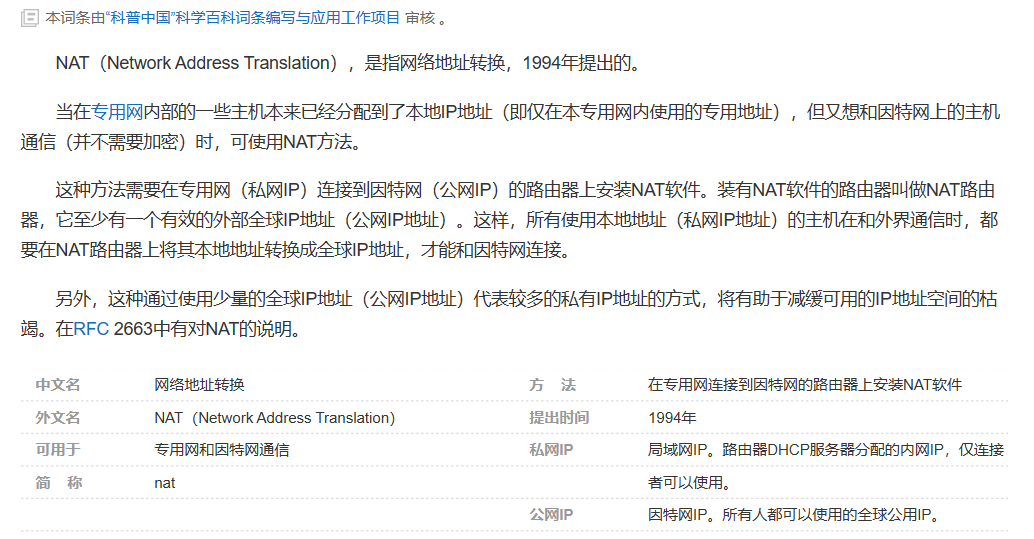 本词条由“科普中国”科学百科词条编写与应用工作项目 审核 。
NAT（Network Address Translation），是指网络地址转换，1994年提出的。
当在专用网内部的一些主机本来已经分配到了本地IP地址（即仅在本专用网内使用的专用地址），但又想和因特网上的主机
通信（并不需要加密）时，可使用NAT方法。
这种方法需要在专用网（私网IP）连接到因特网（公网IP）的路由器上安装NAT软件。装有NAT软件的路由器叫做NAT路由
器，它至少有一个有效的外部全球IP地址（公网IP地址）。这样，所有使用本地地址（私网IP地址）的主机在和外界通信时，都
要在NAT路由器上将其本地地址转换成全球IP地址，才能和因特网连接。
另外，这种通过使用少量的全球IP地址（公网IP地址）代表较多的私有IP地址的方式，将有助于减缓可用的IP地址空间的枯
竭。在RFC 2663中有对NAT的说明。
中文名 网络地址转换
外文名 NAT（Network Address Translation）
可用于 专用网和因特网通信
简 称 nat
方 法 在专用网连接到因特网的路由器上安装NAT软件
提出时间 1994年
私网IP 局域网IP。路由器DHCP服务器分配的内网IP，仅连接
者可以使用。
公网IP 因特网IP。所有人都可以使用的全球公用IP。